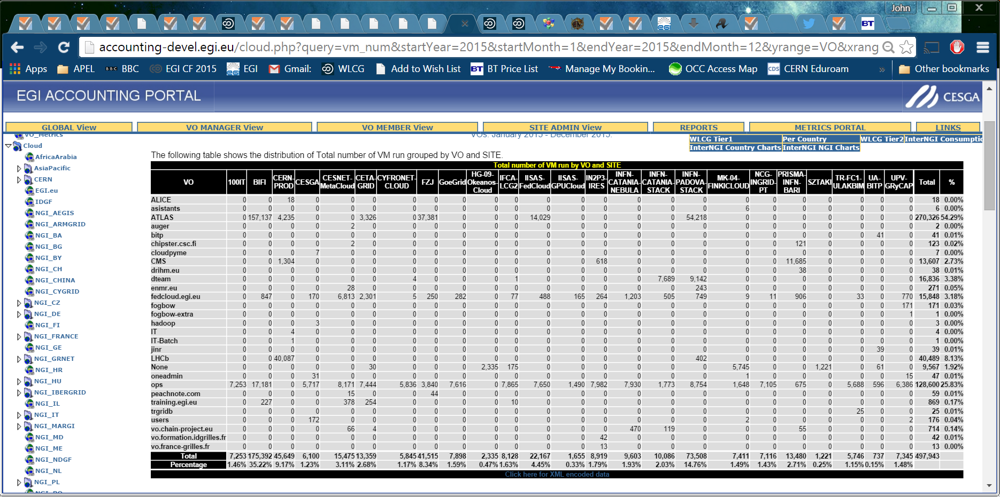 John
accounting-devel.egi.eu/cloud.php?query=vm_num&startYear=2015&startMonth=1&endYear=2015&endMonth=12&yrange=VO&xrang
Apps APEL BBC BBC EGI CF 2015 EGI Gmail: WLCG Add to Wish List BT BT Price List Manage My Bookin... OCC Access Map CDS CERN Eduroam » Other bookmarks
EGI ACCOUNTING PORTAL CESGA
GLOBAL View VO MANAGER View VO MEMBER View SITE ADMIN View REPORTS METRICS PORTAL LINKS
WLCG Tier1 Per Country WLCG Tier2 InterNGI Consumptic
InterNGI Country Charts InterNGI NGI Charts
VO_Metrics
Cloud
AfricaArabia
AsiaPacific
CERN
EGI.eu
IDGF
NGI_AEGIS
NGI_ARMGRID
NGI_BA
NGI_BG
NGI_BY
NGI_CH
NGI_CHINA
NGI_CYGRID
NGI_CZ
NGI_DE
NGI_FI
NGI_FRANCE
NGI_GE
NGI_GRNET
NGI_HR
NGI_HU
NGI_IBERGRID
NGI_IL
NGI_IT
NGI_MARGI
NGI_MD
NGI_ME
NGI_NDGF
NGI_NL
NGI_PL
NGI_RO
VOs. January 2015 - December 2015.
The following table shows the distribution of Total number of VM run grouped by VO and SITE.
Total number of VM run by VO and SITE
VO 100IT BIFI CERN-PROD CESGA CESNET-MetaCloud CETA-GRID CYFRONET-CLOUD FZJ GoeGrid HG-09-Okeanos-Cloud IFCA-LCG2 IISAS-FedCloud IISAS-GPUCloud IN2P3-IRES INFN-CATANIA-NEBULA INFN-CATANIA-STACK INFN-PADOVA-STACK MK-04-FINKICLOUD NCG-INGRID-PT PRISMA-INFN-BARI SZTAKI TR-FC1-ULAKBIM UA-BITP UPV-GRyCAP Total %
ALICE 0 0 18 0 0 0 0 0 0 0 0 0 0 0 0 0 0 0 0 0 0 0 0 0 18 0.00%
asistants 0 0 0 0 0 0 0 0 0 0 0 0 0 0 0 0 0 6 0 0 0 0 0 0 6 0.00%
ATLAS 0 157,137 4,235 0 0 3,326 0 37,381 0 0 0 14,029 0 0 0 0 54,218 0 0 0 0 0 0 0 270,326 54.29%
auger 0 0 0 0 2 0 0 0 0 0 0 0 0 0 0 0 0 0 0 0 0 0 0 0 2 0.00%
bitp 0 0 0 0 0 0 0 0 0 0 0 0 0 0 0 0 0 0 0 0 0 0 41 0 41 0.01%
chipster.csc.fi 0 0 0 0 2 0 0 0 0 0 0 0 0 0 0 0 0 0 0 121 0 0 0 0 123 0.02%
cloudpyme 0 0 0 7 0 0 0 0 0 0 0 0 0 0 0 0 0 0 0 0 0 0 0 0 7 0.00%
CMS 0 0 1,304 0 0 0 0 0 0 0 0 0 0 618 0 0 0 0 0 11,685 0 0 0 0 13,607 2.73%
drihm.eu 0 0 0 0 0 0 0 0 0 0 0 0 0 0 0 0 0 0 0 38 0 0 0 0 38 0.01%
dteam 0 0 0 0 0 0 4 0 0 0 1 0 0 0 0 7,689 9,142 0 0 0 0 0 0 0 16,836 3.38%
enmr.eu 0 0 0 0 28 0 0 0 0 0 0 0 0 0 0 0 243 0 0 0 0 0 0 0 271 0.05%
fedcloud.egi.eu 0 847 0 170 6,813 2,301 5 250 282 0 77 488 165 264 1,203 505 749 9 11 906 0 33 0 770 15,848 3.18%
fogbow 0 0 0 0 0 0 0 0 0 0 0 0 0 0 0 0 0 0 0 0 0 0 0 171 171 0.03%
fogbow-extra 0 0 0 0 0 0 0 0 0 0 0 0 0 0 0 0 0 0 0 0 0 0 0 1 1 0.00%
hadoop 0 0 0 3 0 0 0 0 0 0 0 0 0 0 0 0 0 0 0 0 0 0 0 0 3 0.00%
IT 0 0 4 0 0 0 0 0 0 0 0 0 0 0 0 0 0 0 0 0 0 0 0 0 4 0.00%
IT-Batch 0 0 1 0 0 0 0 0 0 0 0 0 0 0 0 0 0 0 0 0 0 0 0 0 1 0.00%
jinr 0 0 0 0 0 0 0 0 0 0 0 0 0 0 0 0 0 0 0 0 0 0 39 0 39 0.01%
LHCb 0 0 40,087 0 0 0 0 0 0 0 0 0 0 0 0 0 402 0 0 0 0 0 0 0 40,489 8.13%
None 0 0 0 0 0 30 0 0 0 2,335 175 0 0 0 0 0 0 5,745 0 0 1,221 0 61 0 9,567 1.92%
oneadmin 0 0 0 31 0 0 0 0 0 0 0 0 0 0 0 0 0 1 0 0 0 0 0 15 47 0.01%
ops 7,253 17,181 0 5,717 8,171 7,444 5,836 3,840 7,616 0 7,865 7,650 1,490 7,982 7,930 1,773 8,754 1,648 7,105 675 0 5,688 596 6,386 128,600 25.83%
peachnote.com 0 0 0 0 15 0 0 44 0 0 0 0 0 0 0 0 0 0 0 0 0 0 0 0 59 0.01%
training.egi.eu 0 227 0 0 378 254 0 0 0 0 10 0 0 0 0 0 0 0 0 0 0 0 0 0 869 0.17%
trgridb 0 0 0 0 0 0 0 0 0 0 0 0 0 0 0 0 0 0 0 0 0 25 0 0 25 0.01%
users 0 0 0 172 0 0 0 0 0 0 0 0 0 0 0 0 0 2 0 0 0 0 0 2 176 0.04%
vo.chain-project.eu 0 0 0 0 66 4 0 0 0 0 0 0 0 0 470 119 0 0 0 55 0 0 0 0 714 0.14%
vo.formation.idgrilles.fr 0 0 0 0 0 0 0 0 0 0 0 0 0 42 0 0 0 0 0 0 0 0 0 0 42 0.01%
vo.france-grilles.fr 0 0 0 0 0 0 0 0 0 0 0 0 0 13 0 0 0 0 0 0 0 0 0 0 13 0.00%
Total 7,253 175,392 45,649 6,100 15,475 13,359 5,845 41,515 7,898 2,335 8,128 22,167 1,655 8,919 9,603 10,086 73,508 7,411 7,116 13,480 1,221 5,746 737 7,345 497,943
Percentage 1.46% 35.22% 9.17% 1.23% 3.11% 2.68% 1.17% 8.34% 1.59% 0.47% 1.63% 4.45% 0.33% 1.79% 1.93% 2.03% 14.76% 1.49% 1.43% 2.71% 0.25% 1.15% 0.15% 1.48%
Click here for XML encoded data